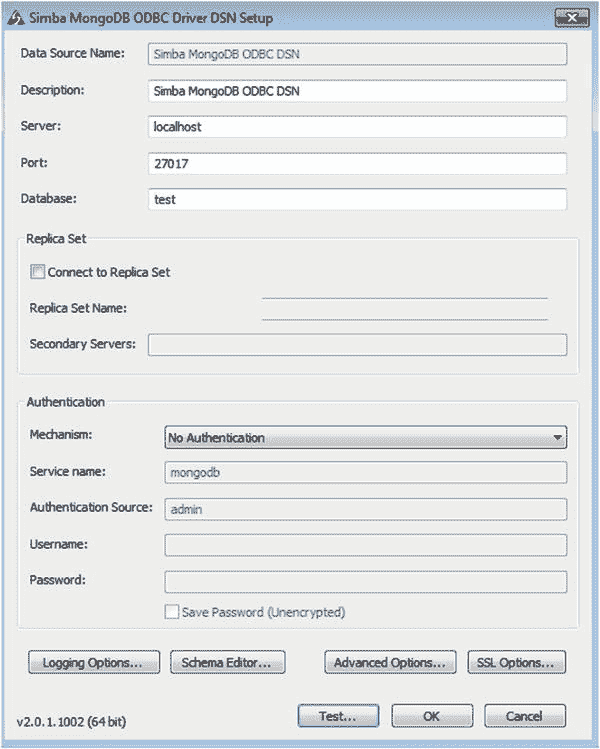 Simba MongoDB ODBC Driver DSN Setup
Data Source Name: Simba MongoDB ODBC DSN
Description: Simba MongoDB ODBC DSN
Server: localhost
Port: 27017
Database: test
Replica Set
Connect to Replica Set
Replica Set Name:
Secondary Servers:
Authentication
Mechanism: No Authentication
Service name: mongodb
Authentication Source: admin
Username:
Password:
Save Password (Unencrypted)
Logging Options... Schema Editor... Advanced Options... SSL Options...
v2.0.1.1002 (64 bit) Test... OK Cancel